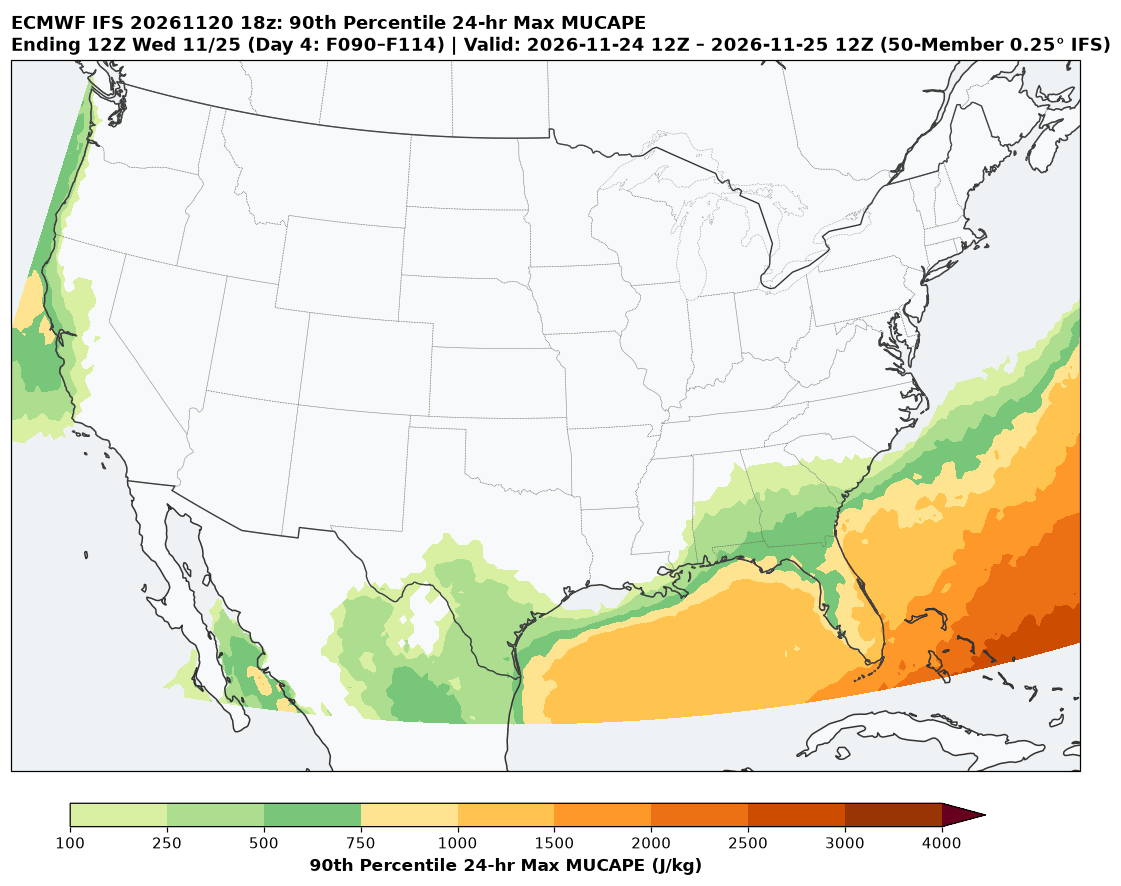 ECMWF IFS 20261120 18z: 90th Percentile 24-hr Max MUCAPE
Ending 12Z Wed 11/25 (Day 4: F090–F114) | Valid: 2026-11-24 12Z – 2026-11-25 12Z (50-Member 0.25° IFS)
100 250 500 750 1000 1500 2000 2500 3000 4000
90th Percentile 24-hr Max MUCAPE (J/kg)